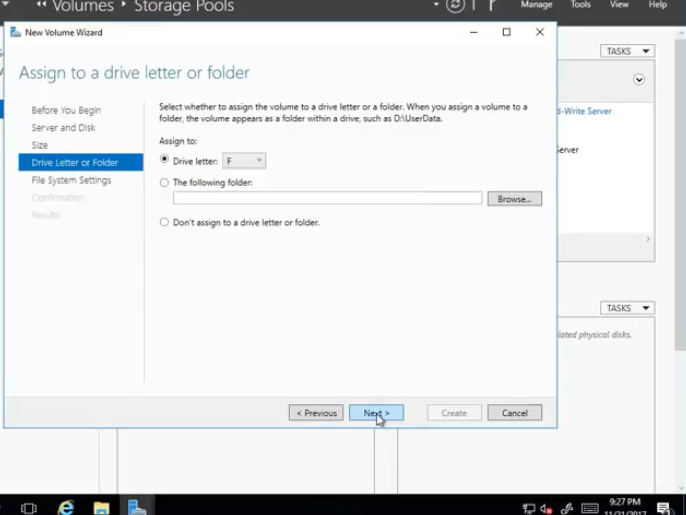 Volumes
Storage Pools
Manage
Tools
View
Help
New Volume Wizard
Assign to a drive letter or folder
Before You Begin
Server and Disk
Size
Drive Letter or Folder
File System Settings
Confirmation
Results
Select whether to assign the volume to a drive letter or a folder. When you assign a volume to a
folder, the volume appears as a folder within a drive, such as D:\UserData.
Assign to:
Drive letter: F
The following folder:
Browse...
Don't assign to a drive letter or folder.
< Previous
Next >
Create
Cancel
TASKS
d-Write Server
Server
TASKS
lated physical disks.
9:27 PM
11/21/2017